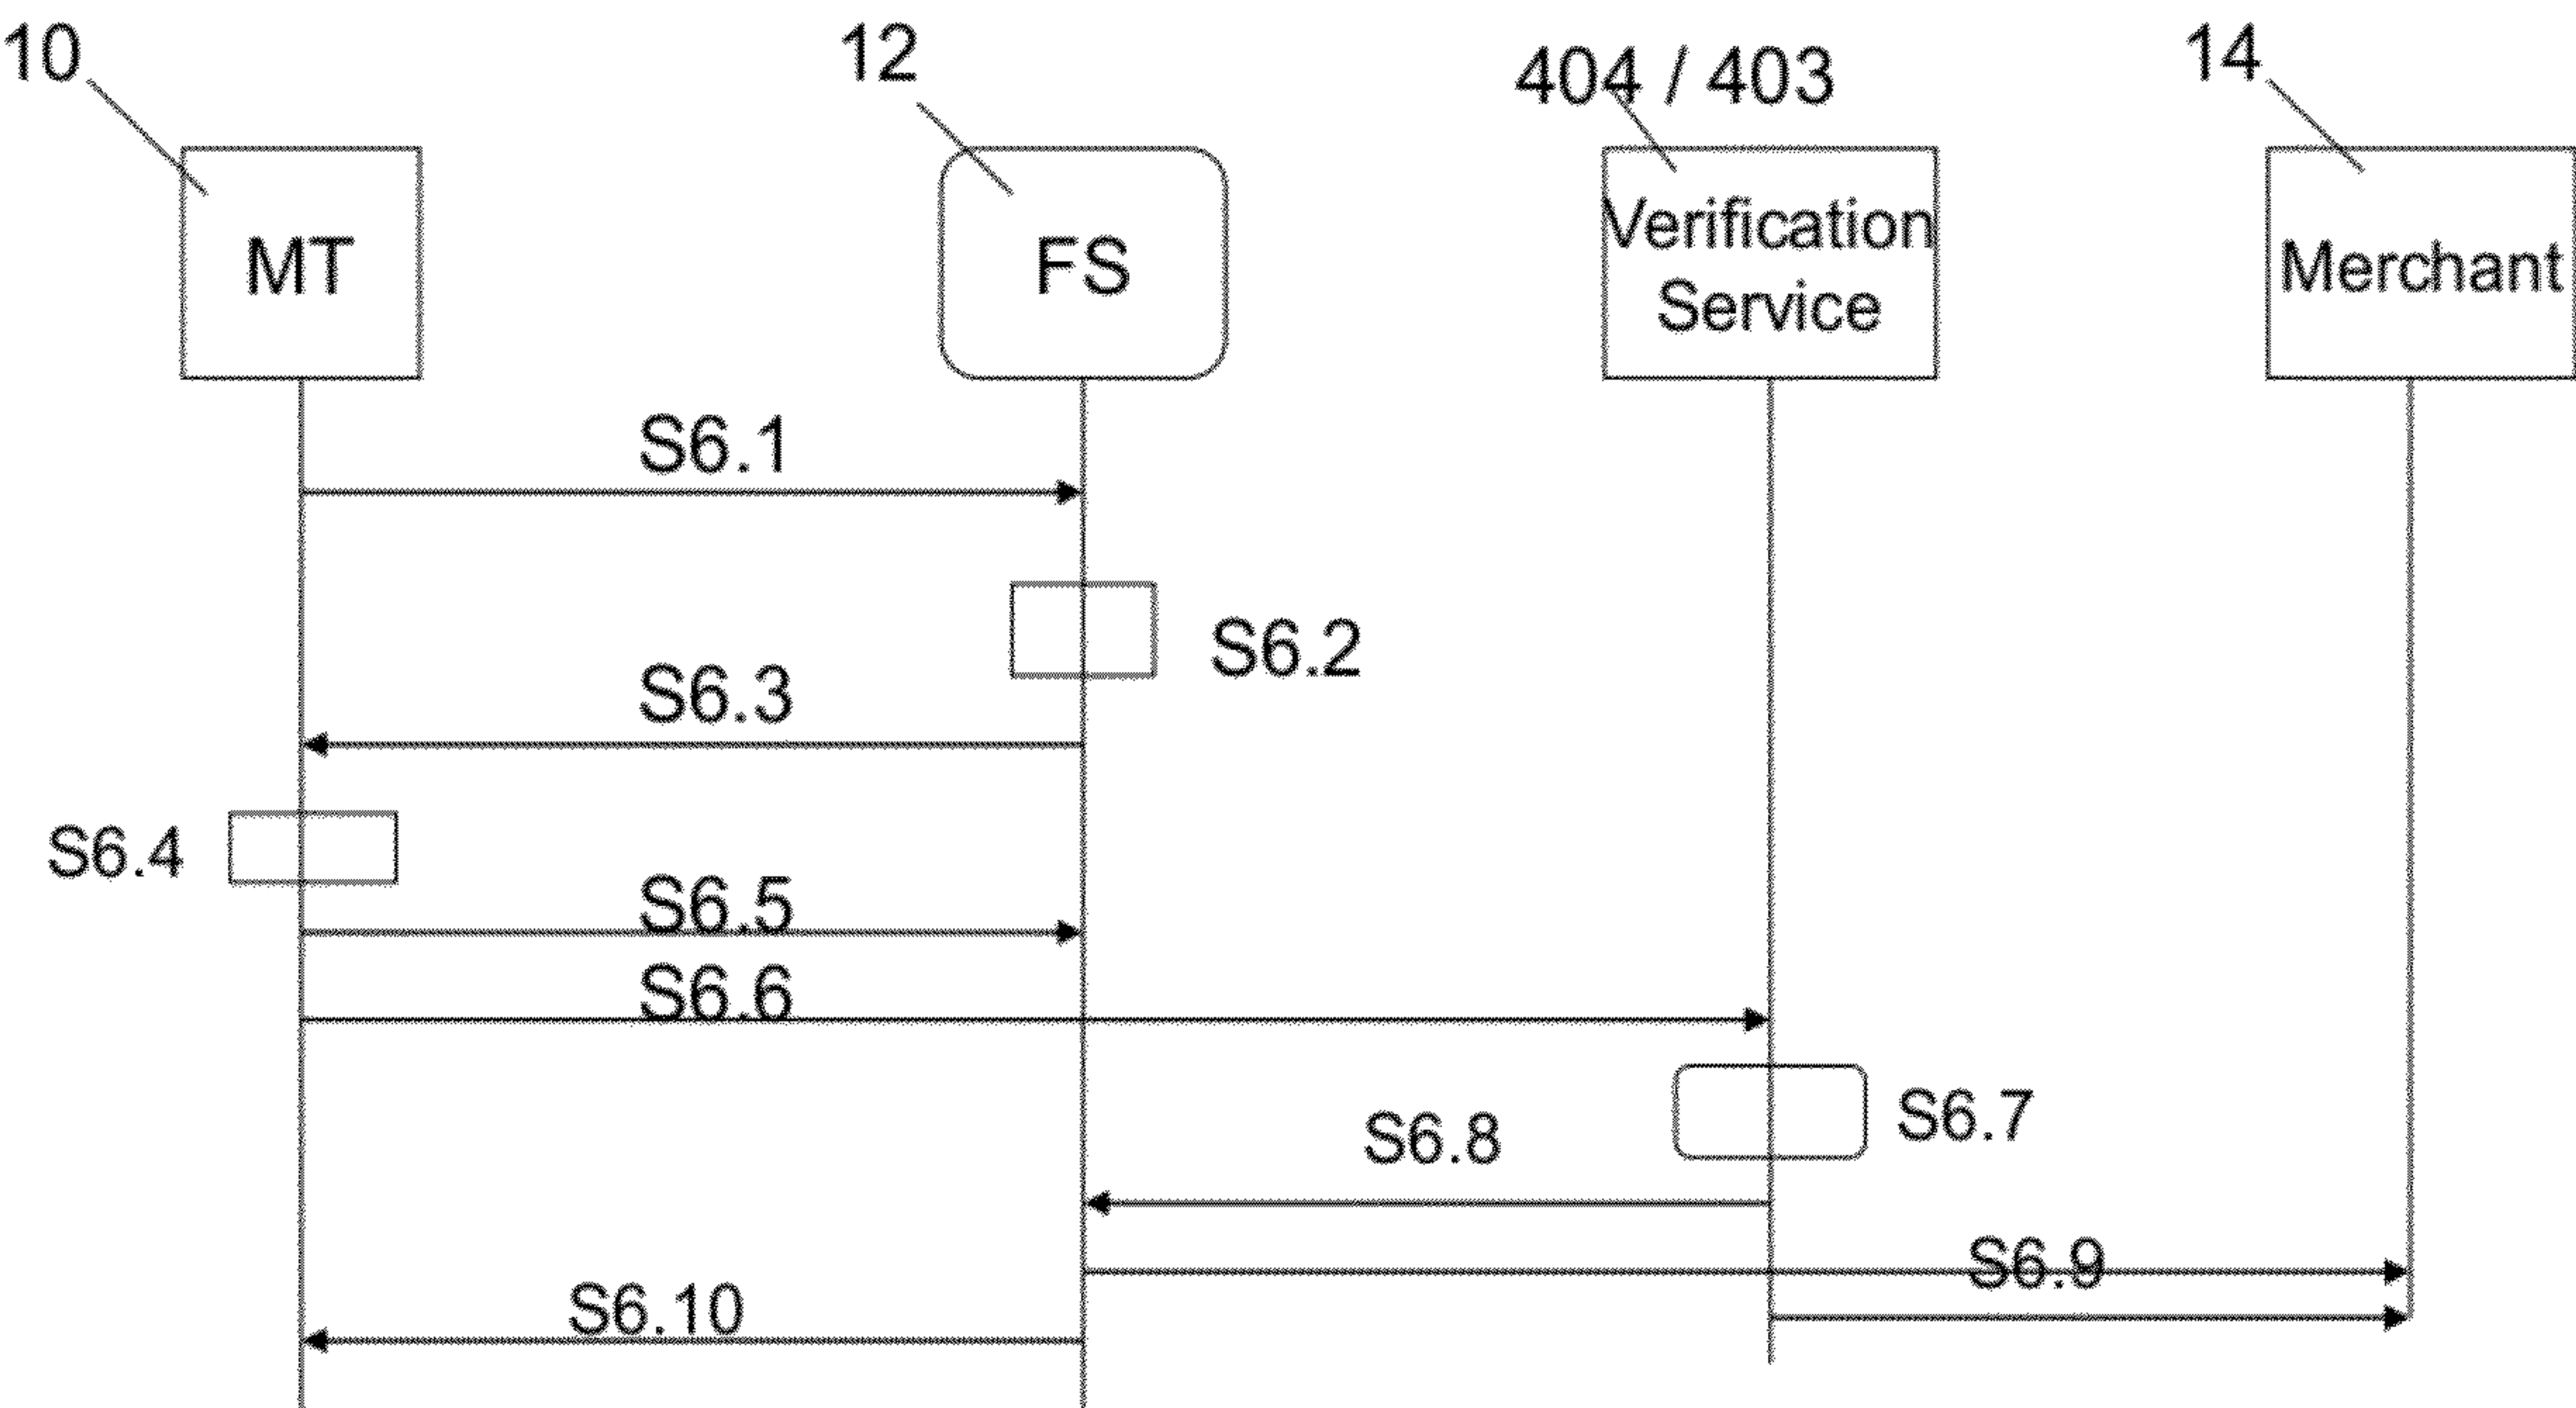 10
12
404 / 403
14
MT
FS
Verification
Service
Merchant
S6.1
S6.2
S6.3
S6.4
S6.5
S6.6
S6.7
S6.8
S6.9
S6.10